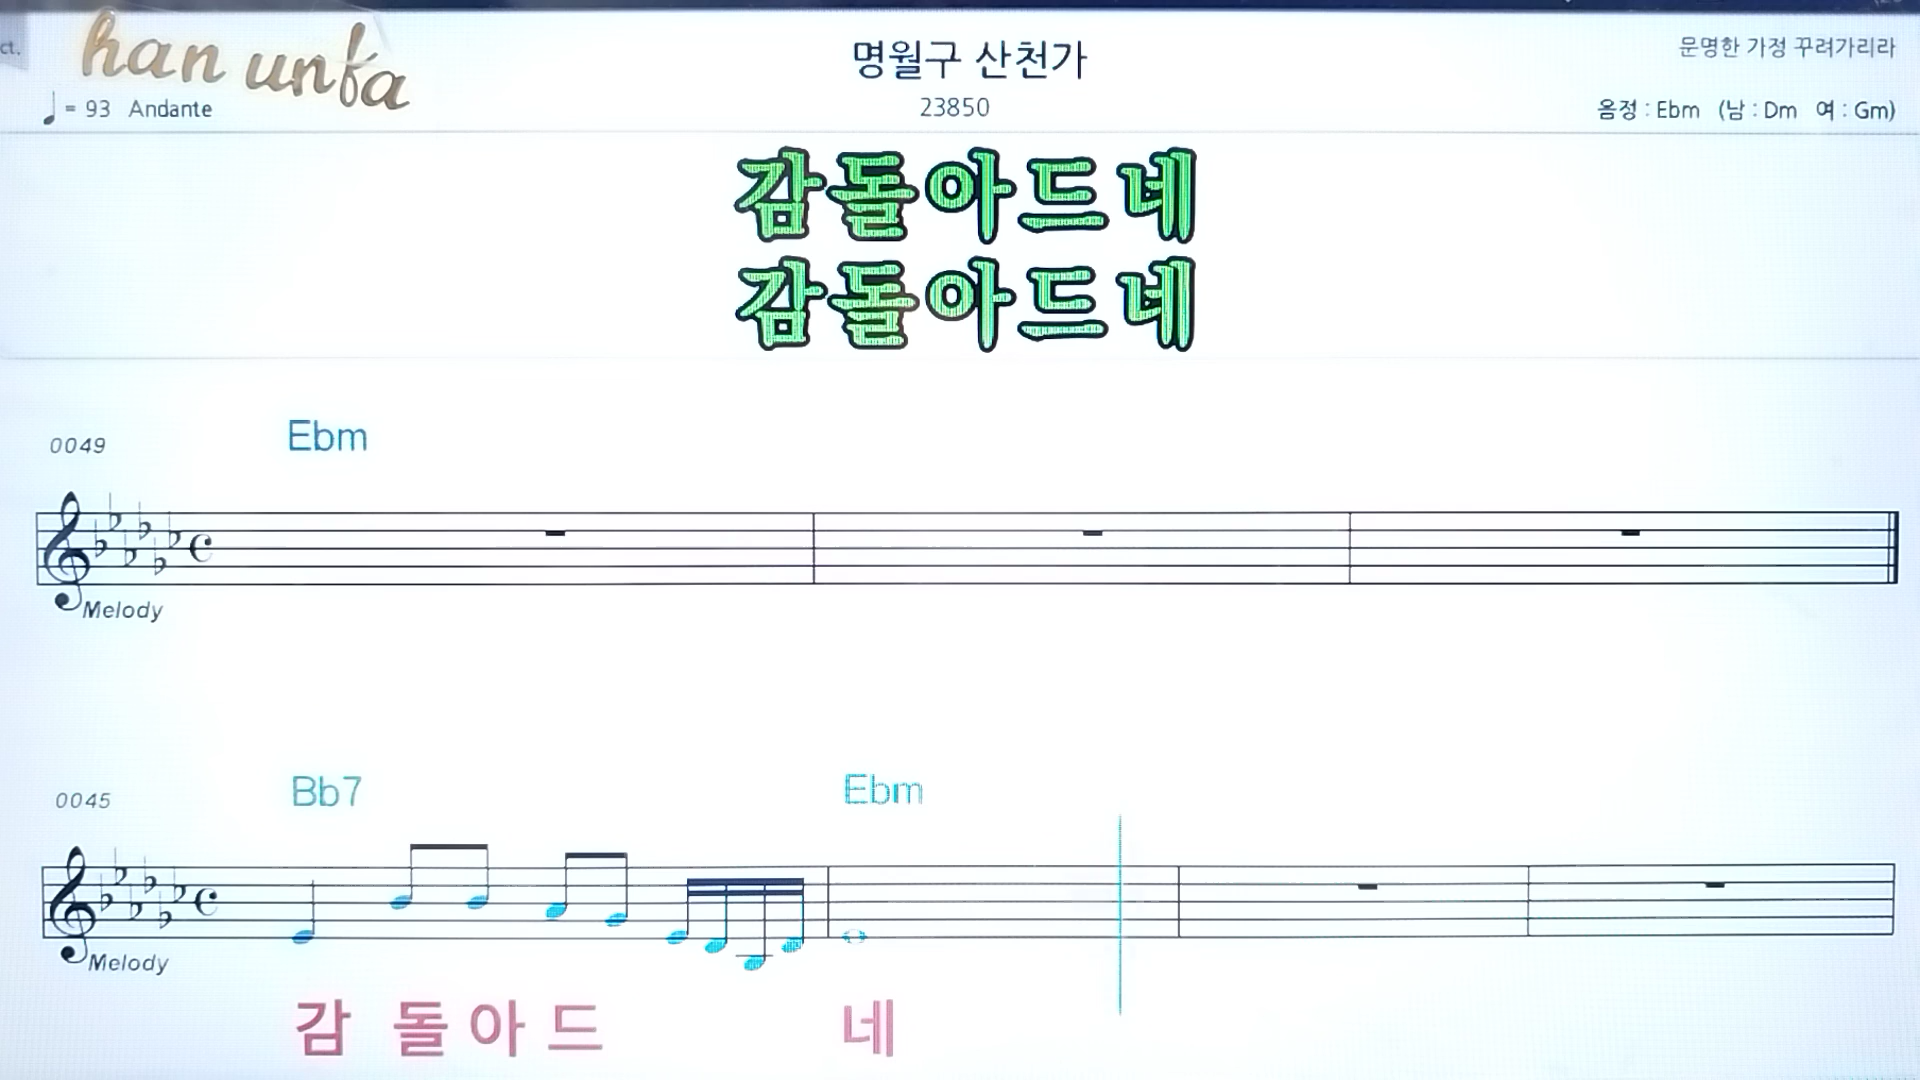 ct.
han unfa
명월구 산천가
문명한 가정 꾸려가리라
= 93 Andante
23850
음정 : Ebm (남 : Dm 여 : Gm)
감돌아드네
감돌아드네
0049
Ebm
Melody
0045
Bb7 Ebm
Melody
감 돌 아 드 네